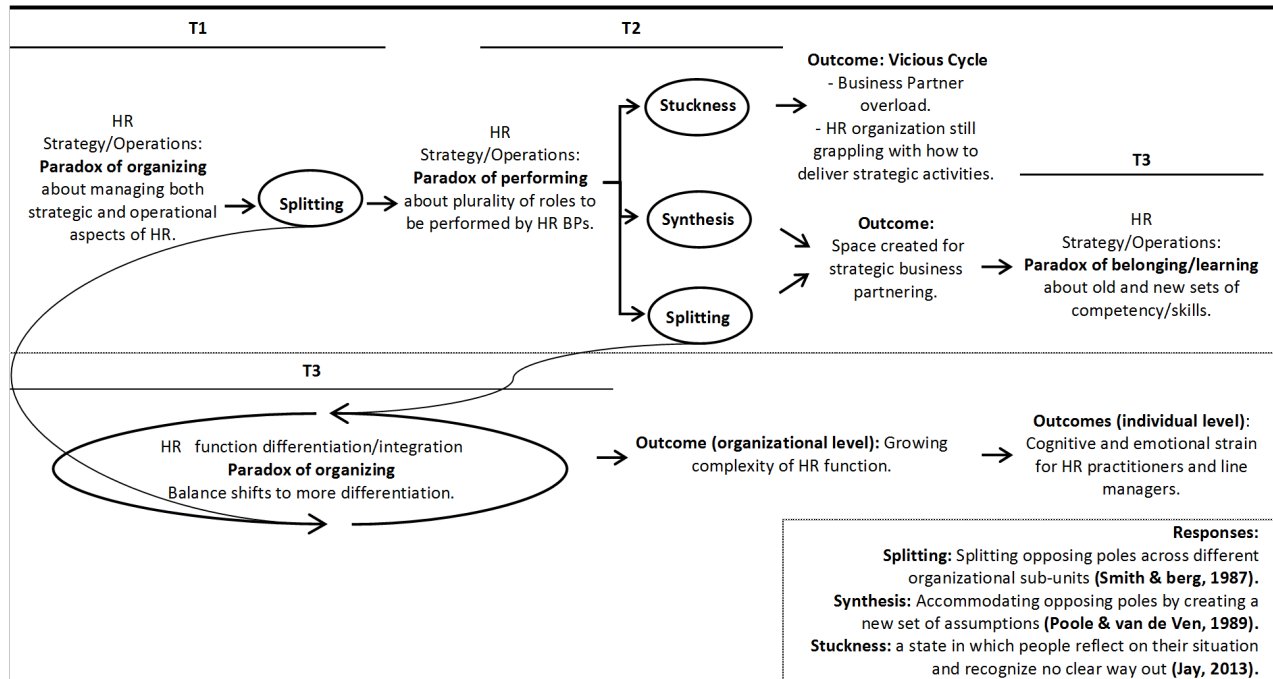 T1
T2
HR
Strategy/Operations:
Paradox of organizing
about managing both
strategic and operational
aspects of HR.
Splitting
HR
Strategy/Operations:
Paradox of performing
about plurality of roles to
be performed by HR BPs.
Stuckness
Synthesis
Splitting
Outcome: Vicious Cycle
- Business Partner
overload.
- HR organization still
grappling with how to
deliver strategic activities.
Outcome:
Space created for
strategic business
partnering.
T3
HR
Strategy/Operations:
Paradox of belonging/learning
about old and new sets of
competency/skills.
T3
HR function differentiation/integration
Paradox of organizing
Balance shifts to more differentiation.
Outcome (organizational level): Growing
complexity of HR function.
Outcomes (individual level):
Cognitive and emotional strain
for HR practitioners and line
managers.
Responses:
Splitting: Splitting opposing poles across different
organizational sub-units (Smith & berg, 1987).
Synthesis: Accommodating opposing poles by creating a
new set of assumptions (Poole & van de Ven, 1989).
Stuckness: a state in which people reflect on their situation
and recognize no clear way out (Jay, 2013).